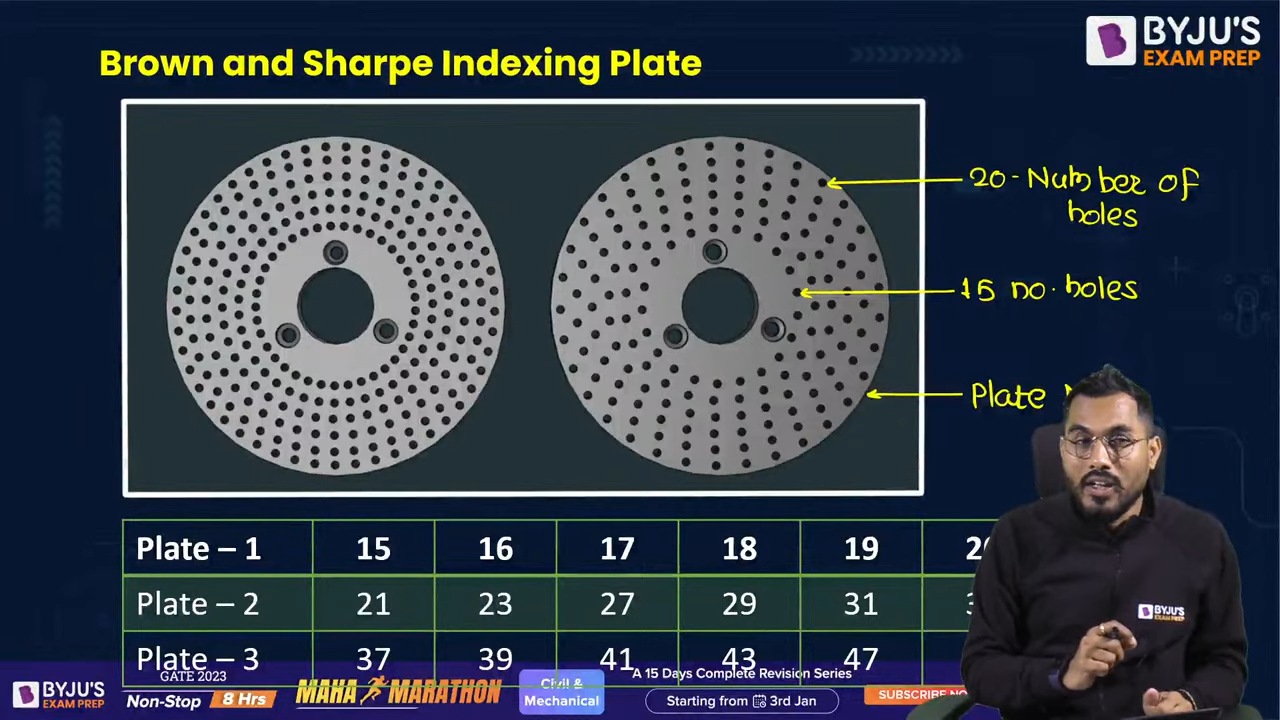 BYJU'S
EXAM PREP
Brown and Sharpe Indexing Plate
20-Number of
holes
15 no. holes
Plate
Plate – 1 15 16 17 18 19
Plate – 2 21 23 27 29 31
Plate – 3 37 39 41 43 47
BYJU'S
EXAM PREP
BYJU'S
EXAM PREP
GATE 2023
Non-Stop 8 Hrs
MAHA MARATHON
Civil &
Mechanical
A 15 Days Complete Revision Series
Starting from 3rd Jan